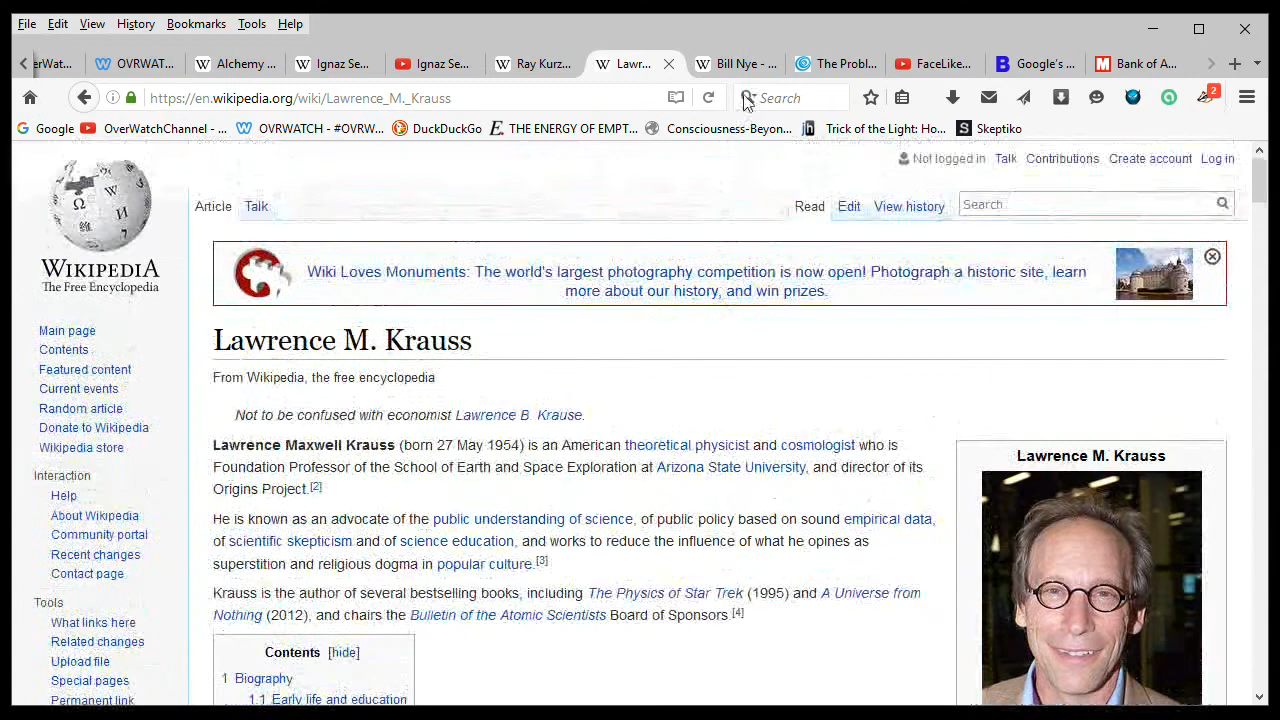 File Edit View History Bookmarks Tools Help
erWat... OVRWAT... Alchemy ... Ignaz Se... Ignaz Se... Ray Kurz... Lawr... Bill Nye - ... The Probl... FaceLike... Google's ... Bank of A...
https://en.wikipedia.org/wiki/Lawrence_M._Krauss Search 2
Google OverWatchChannel - ... OVRWATCH - #OVRW... DuckDuckGo THE ENERGY OF EMPT... Consciousness-Beyon... Trick of the Light: Ho... Skeptiko
Not logged in Talk Contributions Create account Log in
Article Talk Read Edit View history Search
WIKIPEDIA
The Free Encyclopedia
Wiki Loves Monuments: The world's largest photography competition is now open! Photograph a historic site, learn
more about our history, and win prizes.
Main page
Contents
Featured content
Current events
Random article
Donate to Wikipedia
Wikipedia store
Interaction
Help
About Wikipedia
Community portal
Recent changes
Contact page
Tools
What links here
Related changes
Upload file
Special pages
Permanent link
Lawrence M. Krauss
From Wikipedia, the free encyclopedia
Not to be confused with economist Lawrence B Krause.
Lawrence Maxwell Krauss (born 27 May 1954) is an American theoretical physicist and cosmologist who is
Foundation Professor of the School of Earth and Space Exploration at Arizona State University, and director of its
Origins Project.[2]
He is known as an advocate of the public understanding of science, of public policy based on sound empirical data,
of scientific skepticism and of science education, and works to reduce the influence of what he opines as
superstition and religious dogma in popular culture.[3]
Krauss is the author of several bestselling books, including The Physics of Star Trek (1995) and A Universe from
Nothing (2012), and chairs the Bulletin of the Atomic Scientists Board of Sponsors.[4]
Contents [hide]
1 Biography
1.1 Early life and education
Lawrence M. Krauss